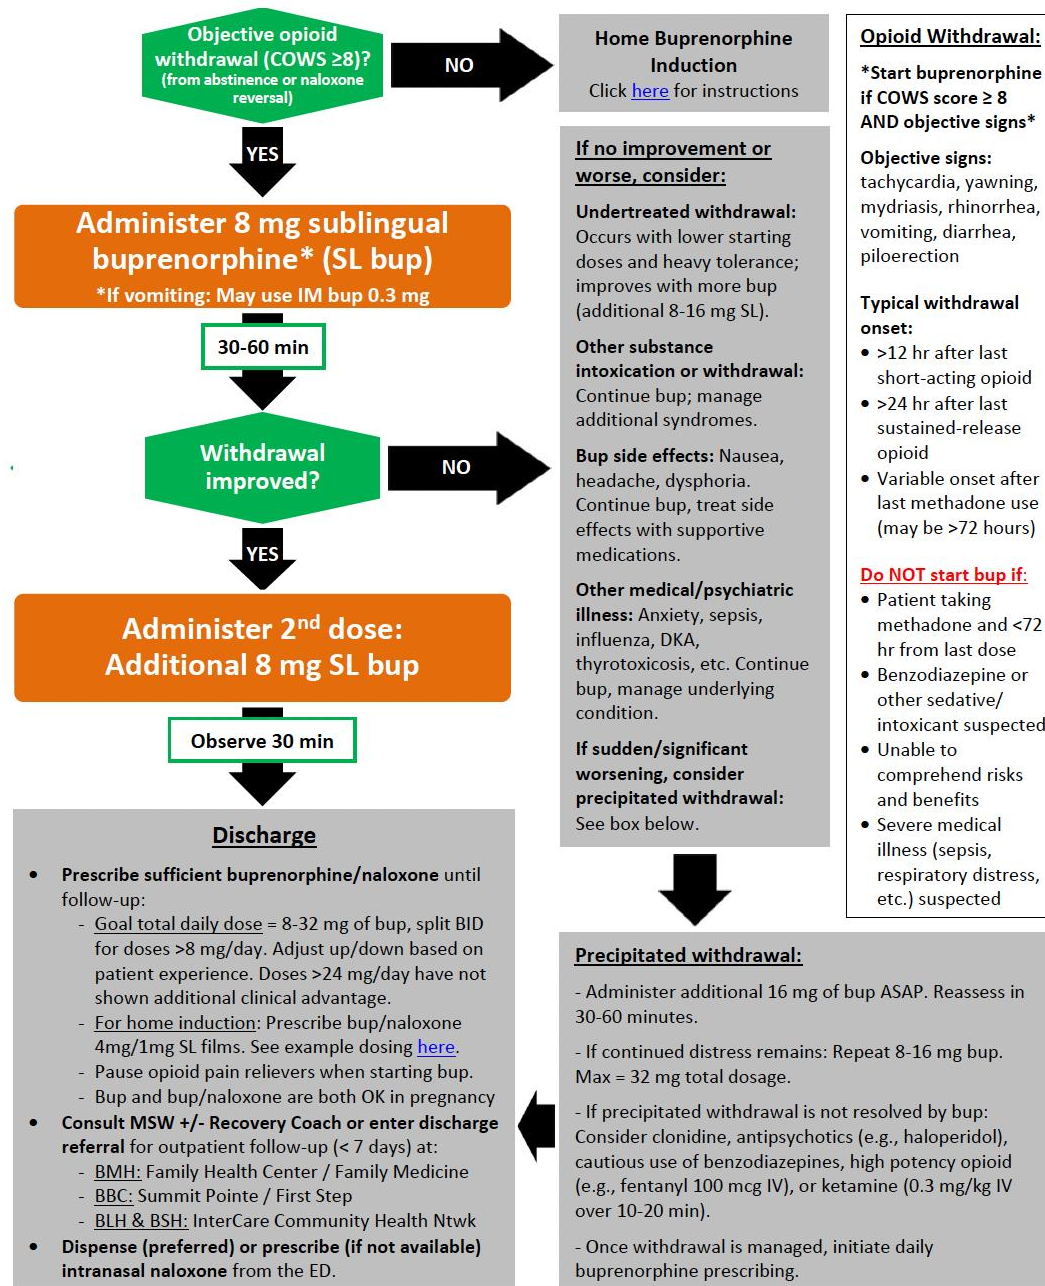 Objective opioid
withdrawal (COWS ≥8)?
(from abstinence or naloxone
reversal)
NO
Home Buprenorphine
Induction
Click here for instructions
YES
Administer 8 mg sublingual
buprenorphine* (SL bup)
*If vomiting: May use IM bup 0.3 mg
30-60 min
Withdrawal
improved?
NO
YES
Administer 2nd dose:
Additional 8 mg SL bup
Observe 30 min
Discharge
• Prescribe sufficient buprenorphine/naloxone until
follow-up:
- Goal total daily dose = 8-32 mg of bup, split BID
for doses >8 mg/day. Adjust up/down based on
patient experience. Doses >24 mg/day have not
shown additional clinical advantage.
- For home induction: Prescribe bup/naloxone
4mg/1mg SL films. See example dosing here.
- Pause opioid pain relievers when starting bup.
- Bup and bup/naloxone are both OK in pregnancy
• Consult MSW +/- Recovery Coach or enter discharge
referral for outpatient follow-up (< 7 days) at:
- BMH: Family Health Center / Family Medicine
- BBC: Summit Pointe / First Step
- BLH & BSH: InterCare Community Health Ntwk
• Dispense (preferred) or prescribe (if not available)
intranasal naloxone from the ED.
If no improvement or
worse, consider:
Undertreated withdrawal:
Occurs with lower starting
doses and heavy tolerance;
improves with more bup
(additional 8-16 mg SL).
Other substance
intoxication or withdrawal:
Continue bup; manage
additional syndromes.
Bup side effects: Nausea,
headache, dysphoria.
Continue bup, treat side
effects with supportive
medications.
Other medical/psychiatric
illness: Anxiety, sepsis,
influenza, DKA,
thyrotoxicosis, etc. Continue
bup, manage underlying
condition.
If sudden/significant
worsening, consider
precipitated withdrawal:
See box below.
Precipitated withdrawal:
- Administer additional 16 mg of bup ASAP. Reassess in
30-60 minutes.
- If continued distress remains: Repeat 8-16 mg bup.
Max = 32 mg total dosage.
- If precipitated withdrawal is not resolved by bup:
Consider clonidine, antipsychotics (e.g., haloperidol),
cautious use of benzodiazepines, high potency opioid
(e.g., fentanyl 100 mcg IV), or ketamine (0.3 mg/kg IV
over 10-20 min).
- Once withdrawal is managed, initiate daily
buprenorphine prescribing.
Opioid Withdrawal:
*Start buprenorphine
if COWS score ≥ 8
AND objective signs*
Objective signs:
tachycardia, yawning,
mydriasis, rhinorrhea,
vomiting, diarrhea,
piloerection
Typical withdrawal
onset:
• >12 hr after last
short-acting opioid
• >24 hr after last
sustained-release
opioid
• Variable onset after
last methadone use
(may be >72 hours)
Do NOT start bup if:
• Patient taking
methadone and <72
hr from last dose
• Benzodiazepine or
other sedative/
intoxicant suspected
• Unable to
comprehend risks
and benefits
• Severe medical
illness (sepsis,
respiratory distress,
etc.) suspected